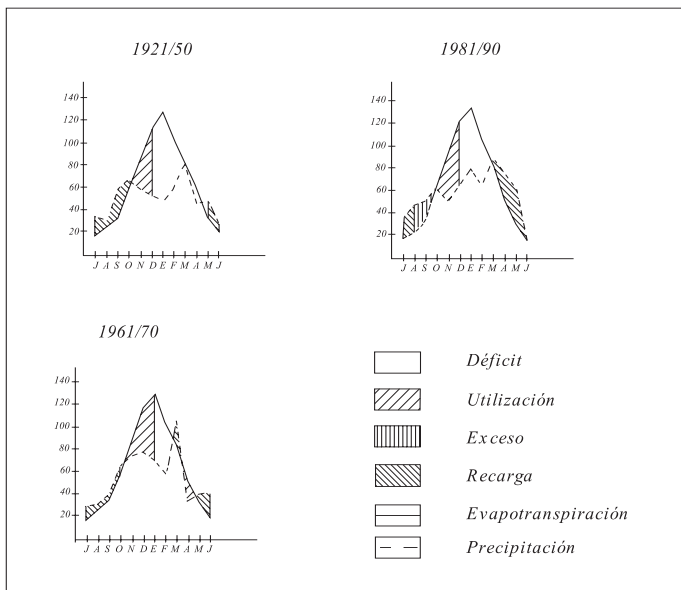 1921/50
140
120
100
80
60
40
20
J A S O N D E F M A M J
1981/90
140
120
100
80
60
40
20
J A S O N D E F M A M J
1961/70
140
120
100
80
60
40
20
J A S O N D E F M A M J
Déficit
Utilización
Exceso
Recarga
Evapotranspiración
Precipitación